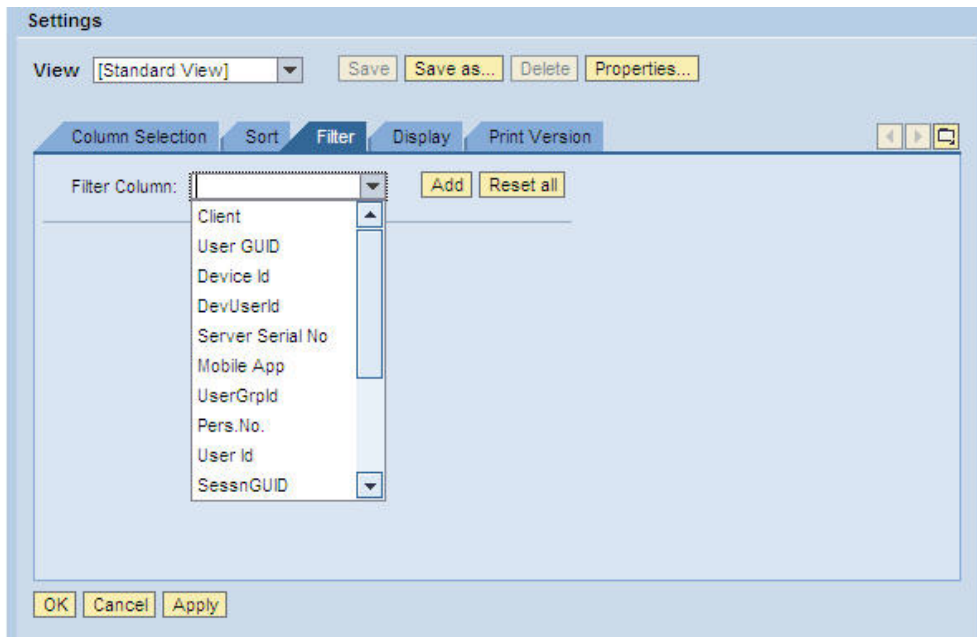 Settings
View [Standard View] Save Save as... Delete Properties...
Column Selection Sort Filter Display Print Version
Filter Column: Add Reset all
Client
User GUID
Device Id
DevUserId
Server Serial No
Mobile App
UserGrpId
Pers.No.
User Id
SessnGUID
OK Cancel Apply